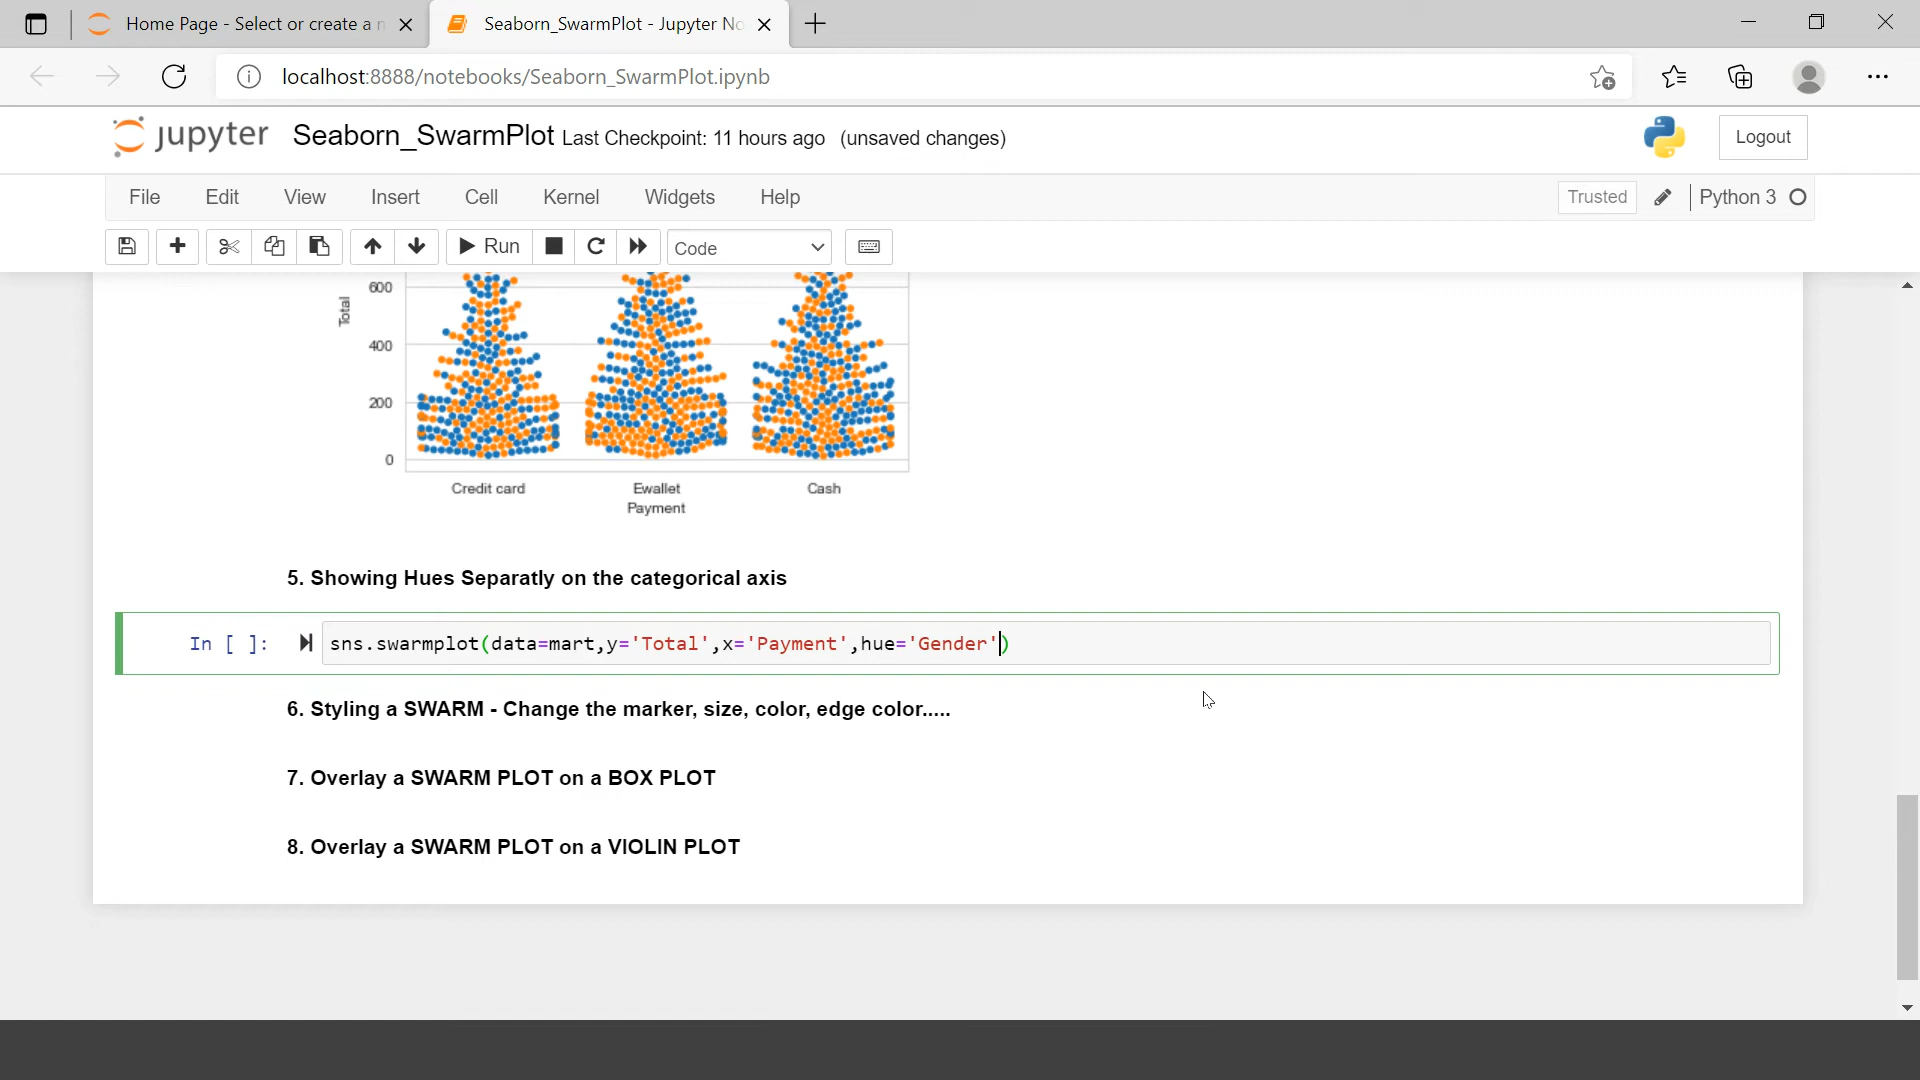 Home Page - Select or create a n
Seaborn_SwarmPlot - Jupyter No
localhost:8888/notebooks/Seaborn_SwarmPlot.ipynb
jupyter Seaborn_SwarmPlot Last Checkpoint: 11 hours ago (unsaved changes)
Logout
File Edit View Insert Cell Kernel Widgets Help
Trusted Python 3
Run Code
Total
600
400
200
0
Credit card Ewallet Cash
Payment
5. Showing Hues Separatly on the categorical axis
In [ ]: sns.swarmplot(data=mart,y='Total',x='Payment',hue='Gender')
6. Styling a SWARM - Change the marker, size, color, edge color.....
7. Overlay a SWARM PLOT on a BOX PLOT
8. Overlay a SWARM PLOT on a VIOLIN PLOT